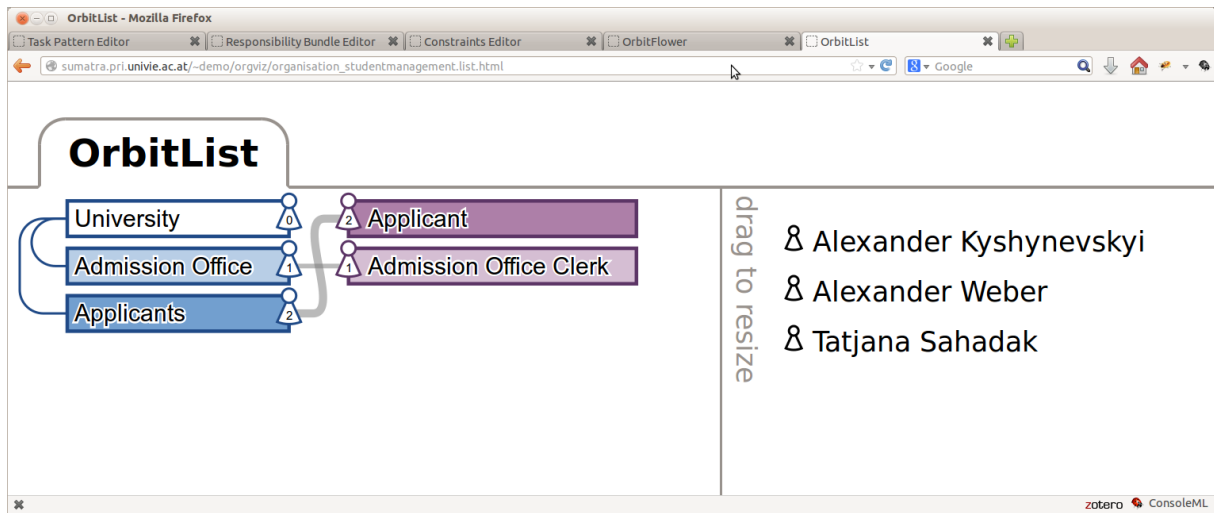 OrbitList - Mozilla Firefox
Task Pattern Editor Responsibility Bundle Editor Constraints Editor OrbitFlower OrbitList
sumatra.pri.univie.ac.at/~demo/orgviz/organisation_studentmanagement.list.html Google
OrbitList
University 0 2 Applicant
Admission Office 1 1 Admission Office Clerk
Applicants 2
drag to resize
Alexander Kyshynevskyi
Alexander Weber
Tatjana Sahadak
zotero ConsoleML